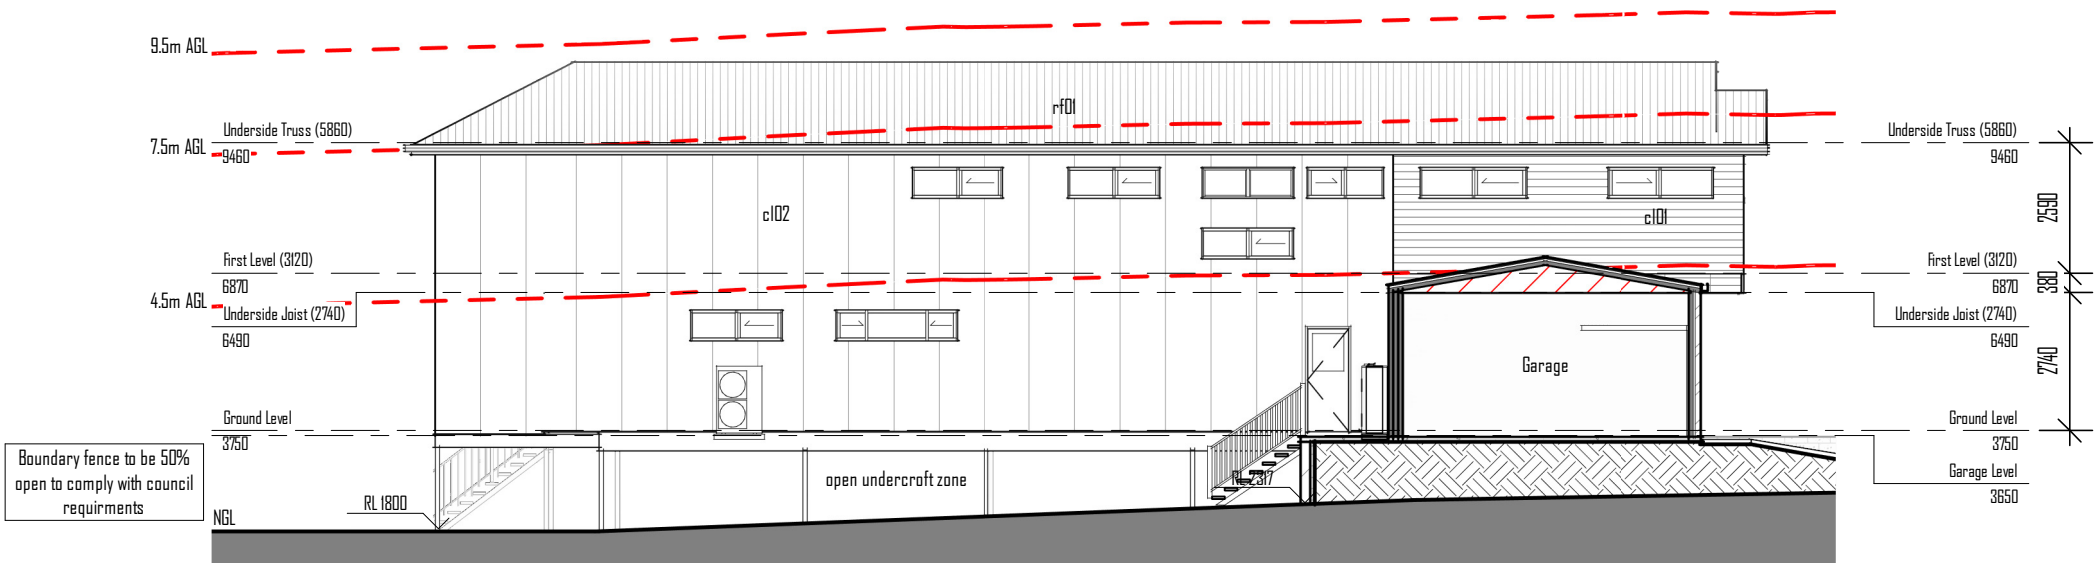 9.5m AGL
rf01
Underside Truss (5860)
7.5m AGL
9460
Underside Truss (5860)
9460
cl02
cl01
2590
First Level (3120)
6870
First Level (3120)
6870
380
4.5m AGL
Underside Joist (2740)
6490
Underside Joist (2740)
6490
2740
Garage
Ground Level
3750
Ground Level
3750
Boundary fence to be 50%
open to comply with council
requirments
open undercroft zone
Garage Level
3650
RL 1800
NGL